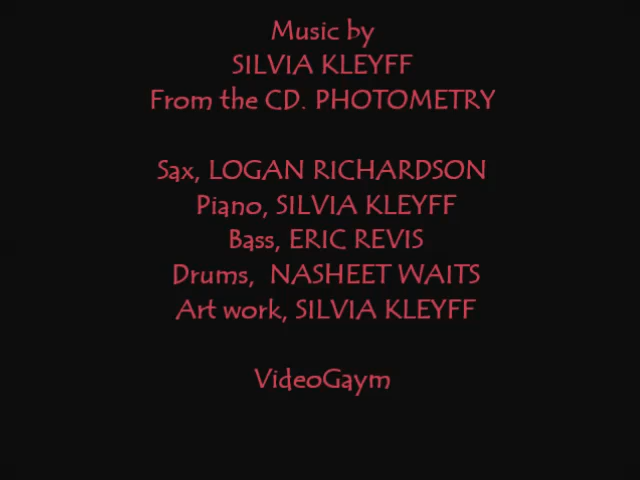 Music by
SILVIA KLEYFF
From the CD. PHOTOMETRY
Sax, LOGAN RICHARDSON
Piano, SILVIA KLEYFF
Bass, ERIC REVIS
Drums, NASHEET WAITS
Art work, SILVIA KLEYFF
VideoGaym